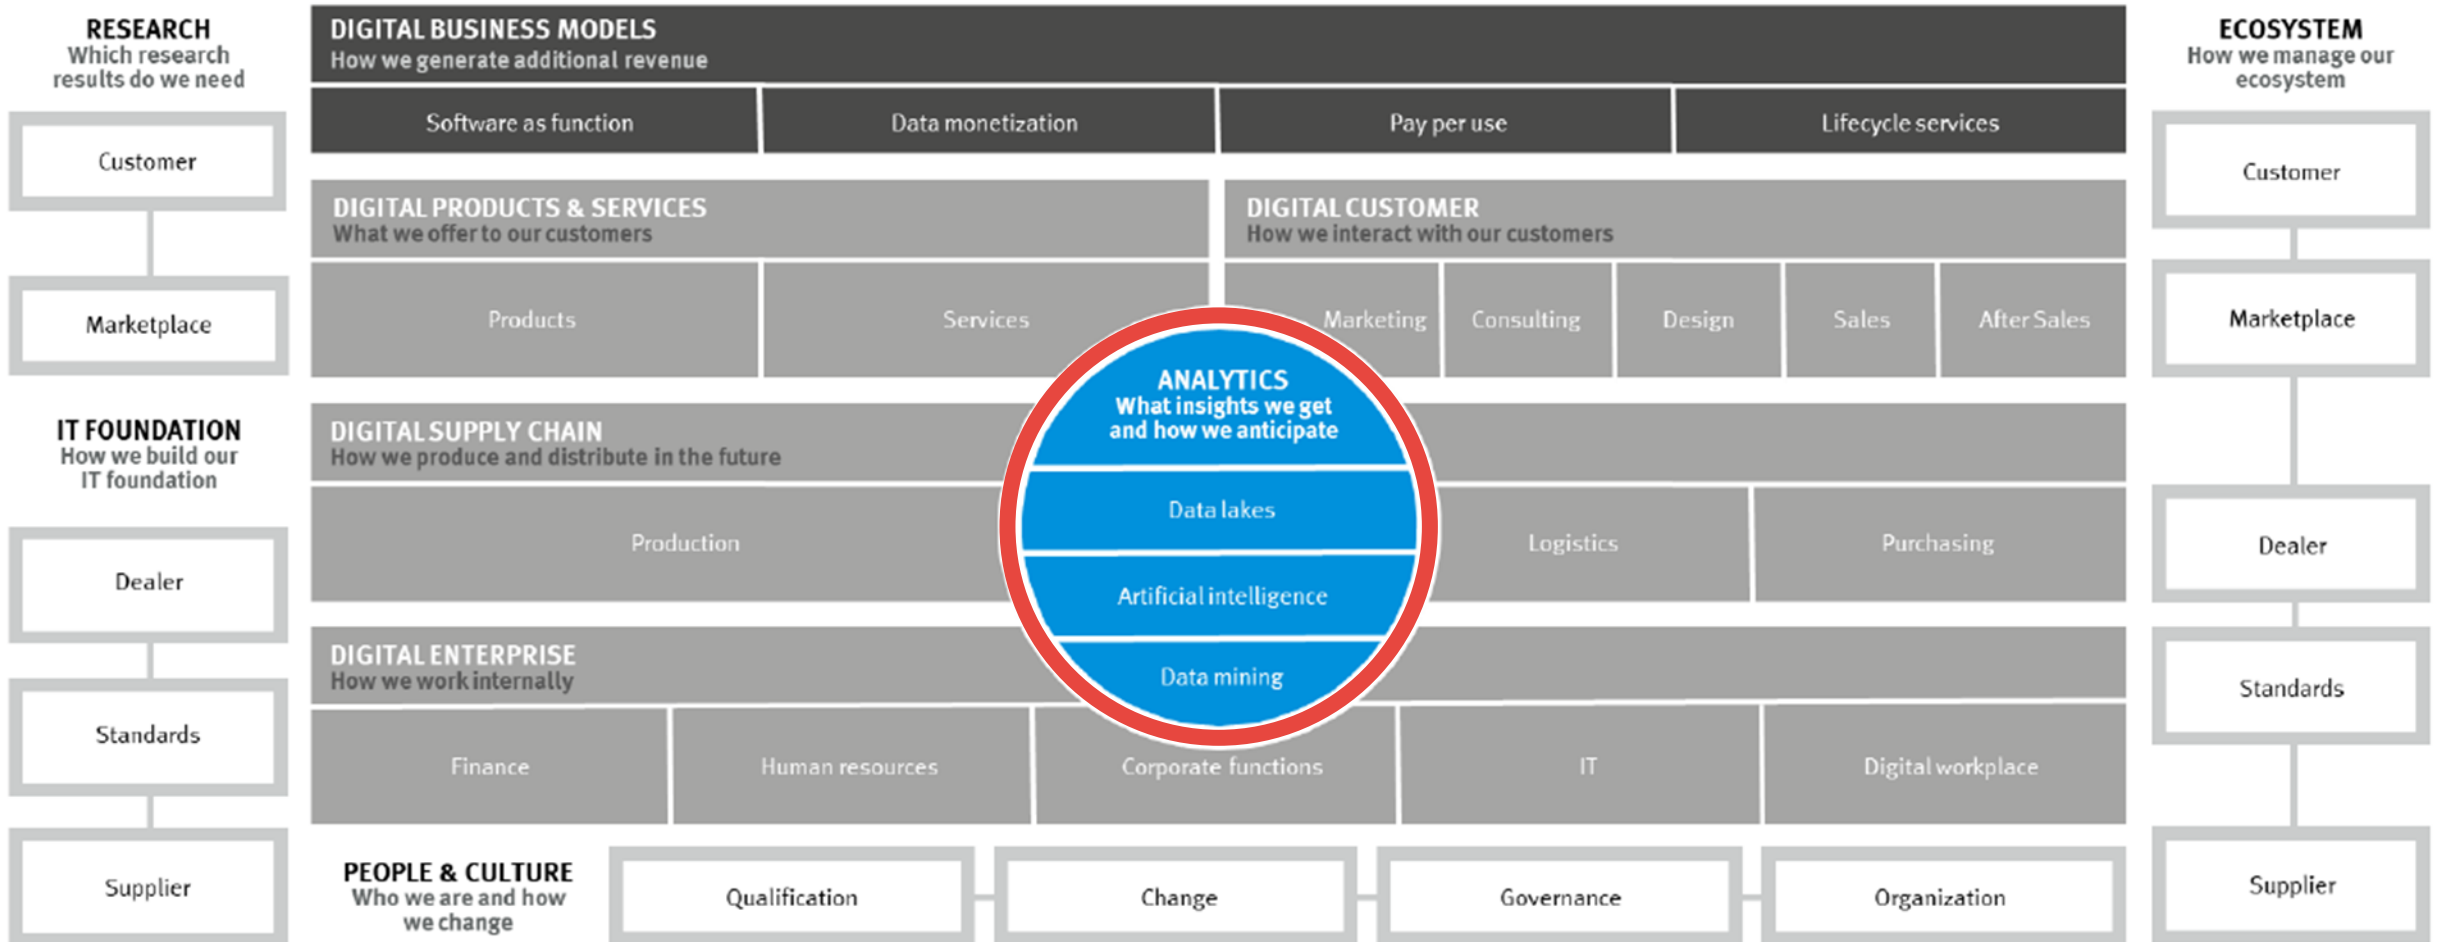 RESEARCH
Which research
results do we need
Customer
Marketplace
IT FOUNDATION
How we build our
IT foundation
Dealer
Standards
Supplier
DIGITAL BUSINESS MODELS
How we generate additional revenue
Software as function
Data monetization
Pay per use
Lifecycle services
DIGITAL PRODUCTS & SERVICES
What we offer to our customers
Products
Services
DIGITAL CUSTOMER
How we interact with our customers
Marketing
Consulting
Design
Sales
After Sales
DIGITAL SUPPLY CHAIN
How we produce and distribute in the future
Production
Logistics
Purchasing
ANALYTICS
What insights we get
and how we anticipate
Data lakes
Artificial intelligence
Data mining
DIGITAL ENTERPRISE
How we work internally
Finance
Human resources
Corporate functions
IT
Digital workplace
PEOPLE & CULTURE
Who we are and how
we change
Qualification
Change
Governance
Organization
ECOSYSTEM
How we manage our
ecosystem
Customer
Marketplace
Dealer
Standards
Supplier